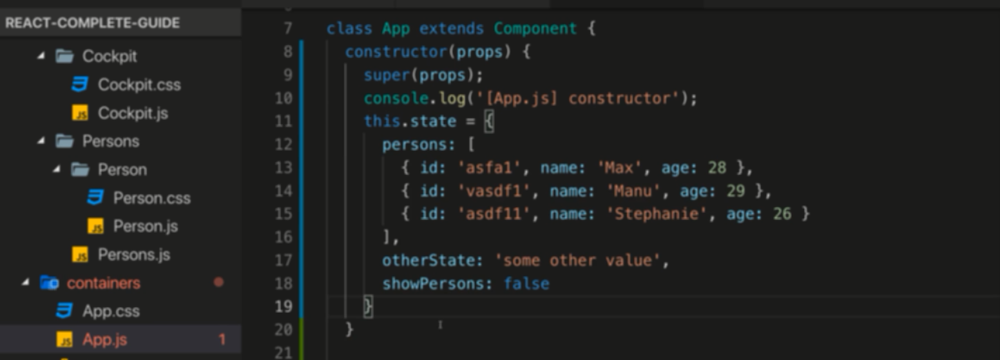 REACT-COMPLETE-GUIDE
Cockpit
Cockpit.css
JS Cockpit.js
Persons
Person
Person.css
JS Person.js
JS Persons.js
containers
App.css
JS App.js 1
7 class App extends Component {
8 constructor(props) {
9 super(props);
10 console.log('[App.js] constructor');
11 this.state = {
12 persons: [
13 { id: 'asfa1', name: 'Max', age: 28 },
14 { id: 'vasdf1', name: 'Manu', age: 29 },
15 { id: 'asdf11', name: 'Stephanie', age: 26 }
16 ],
17 otherState: 'some other value',
18 showPersons: false
19 }
20 }
21